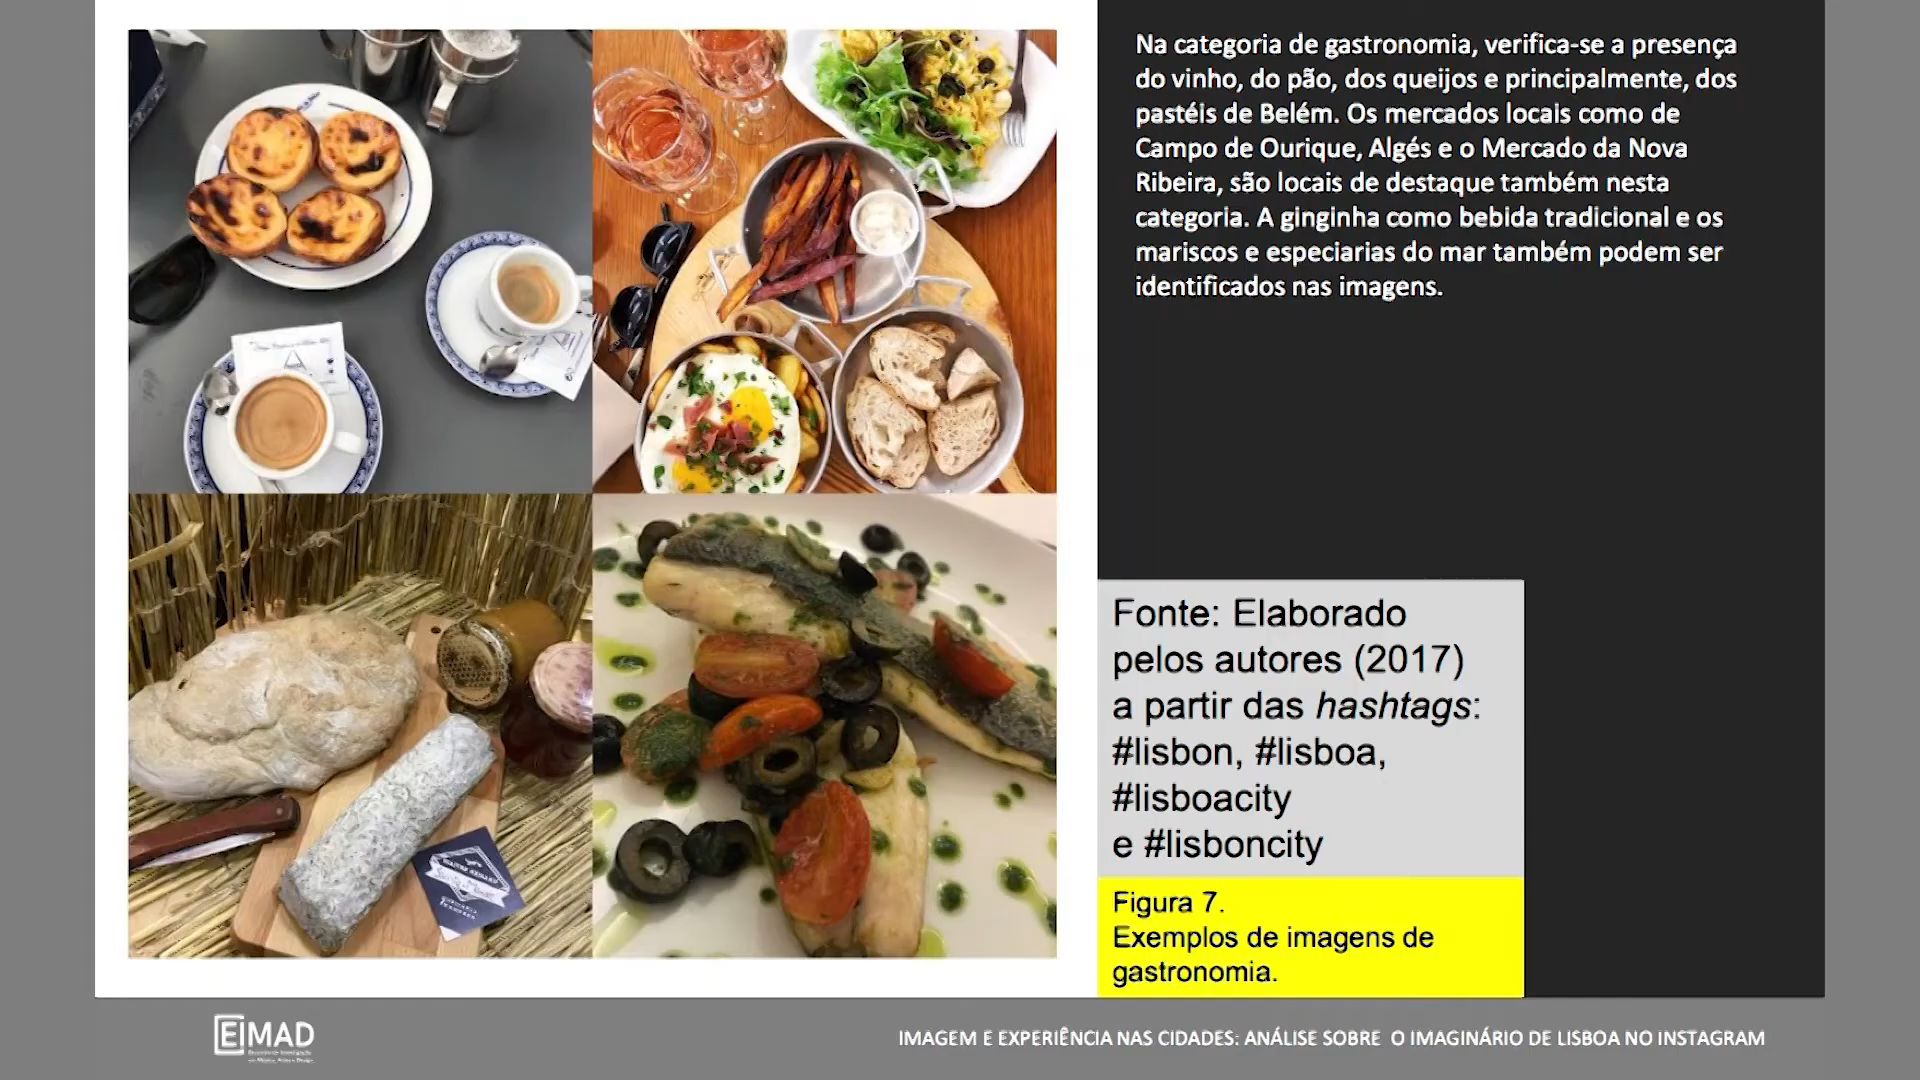 Na categoria de gastronomia, verifica-se a presença
do vinho, do pão, dos queijos e principalmente, dos
pastéis de Belém. Os mercados locais como de
Campo de Ourique, Algés e o Mercado da Nova
Ribeira, são locais de destaque também nesta
categoria. A ginginha como bebida tradicional e os
mariscos e especiarias do mar também podem ser
identificados nas imagens.
Fonte: Elaborado
pelos autores (2017)
a partir das hashtags:
#lisbon, #lisboa,
#lisboacity
e #lisboncity
Figura 7.
Exemplos de imagens de
gastronomia.
EIMAD
IMAGEM E EXPERIÊNCIA NAS CIDADES: ANÁLISE SOBRE O IMAGINÁRIO DE LISBOA NO INSTAGRAM